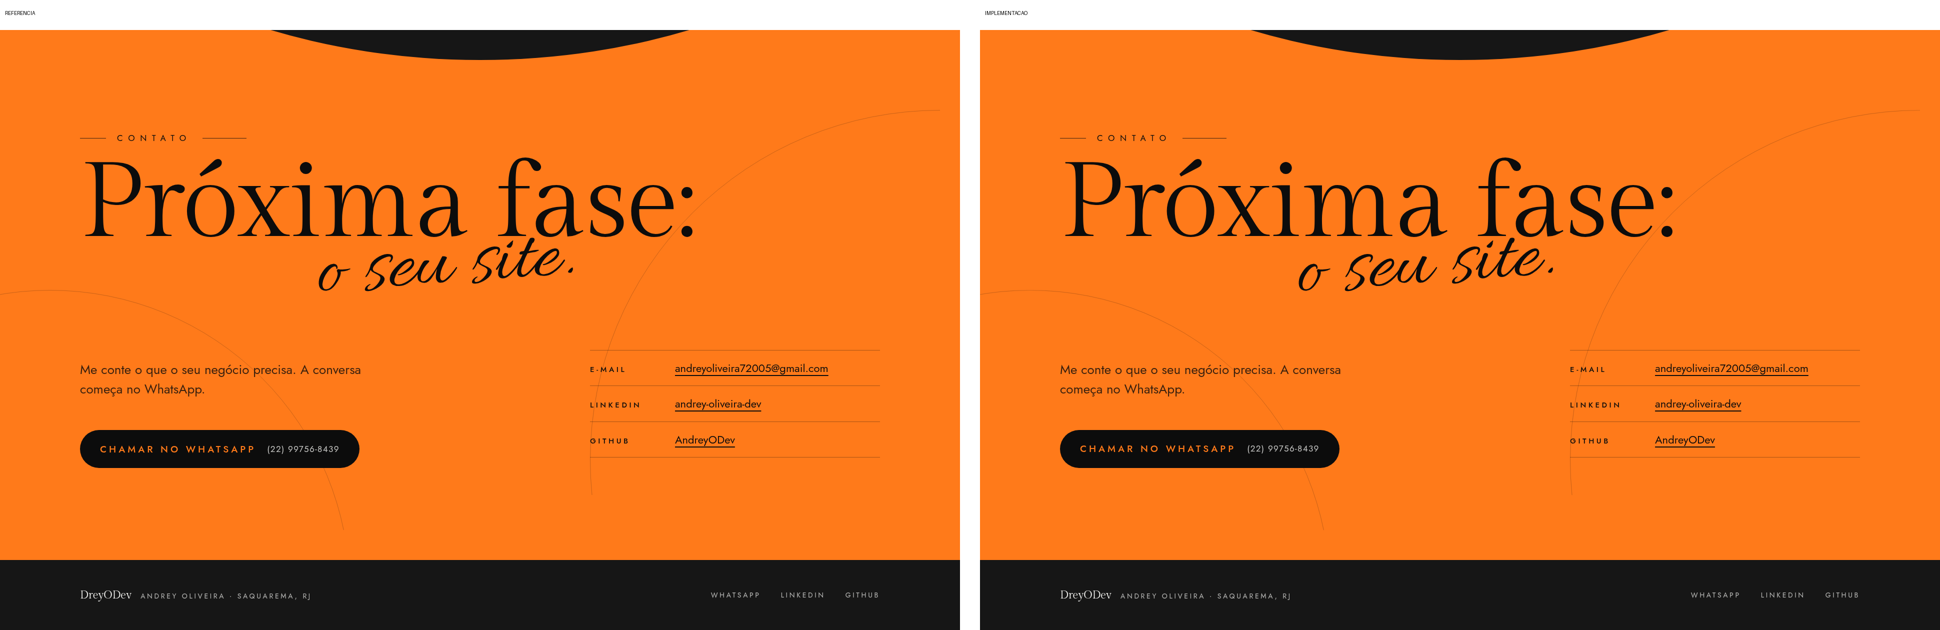 REFERENCIA
CONTATO
Próxima fase:
o seu site.
Me conte o que o seu negócio precisa. A conversa
começa no WhatsApp.
CHAMAR NO WHATSAPP (22) 99756-8439
E-MAIL andreyoliveira72005@gmail.com
LINKEDIN andrey-oliveira-dev
GITHUB AndreyODev
DreyODev ANDREY OLIVEIRA · SAQUAREMA, RJ
WHATSAPP LINKEDIN GITHUB
IMPLEMENTACAO
CONTATO
Próxima fase:
o seu site.
Me conte o que o seu negócio precisa. A conversa
começa no WhatsApp.
CHAMAR NO WHATSAPP (22) 99756-8439
E-MAIL andreyoliveira72005@gmail.com
LINKEDIN andrey-oliveira-dev
GITHUB AndreyODev
DreyODev ANDREY OLIVEIRA · SAQUAREMA, RJ
WHATSAPP LINKEDIN GITHUB